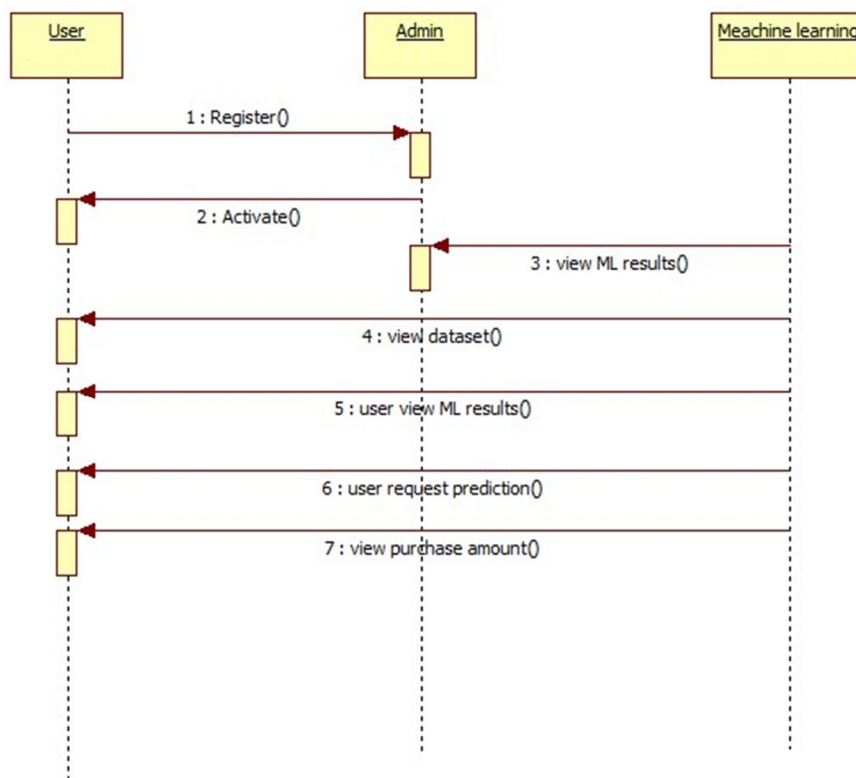 User
Admin
Meachine learning
1 : Register()
2 : Activate()
3 : view ML results()
4 : view dataset()
5 : user view ML results()
6 : user request prediction()
7 : view purchase amount()